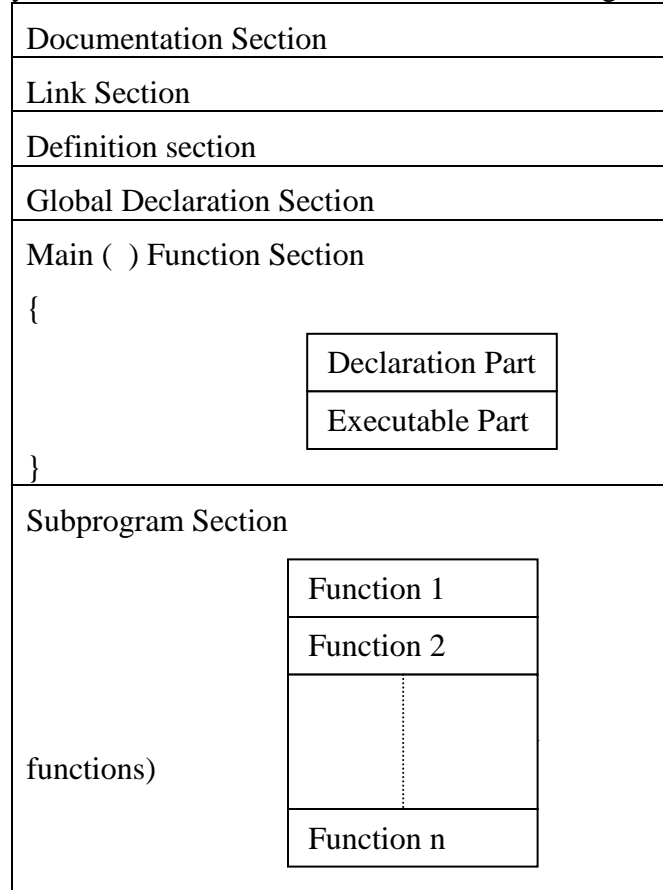 Documentation Section
Link Section
Definition section
Global Declaration Section
Main ( ) Function Section
{
Declaration Part
Executable Part
}
Subprogram Section
Function 1
Function 2
functions)
Function n